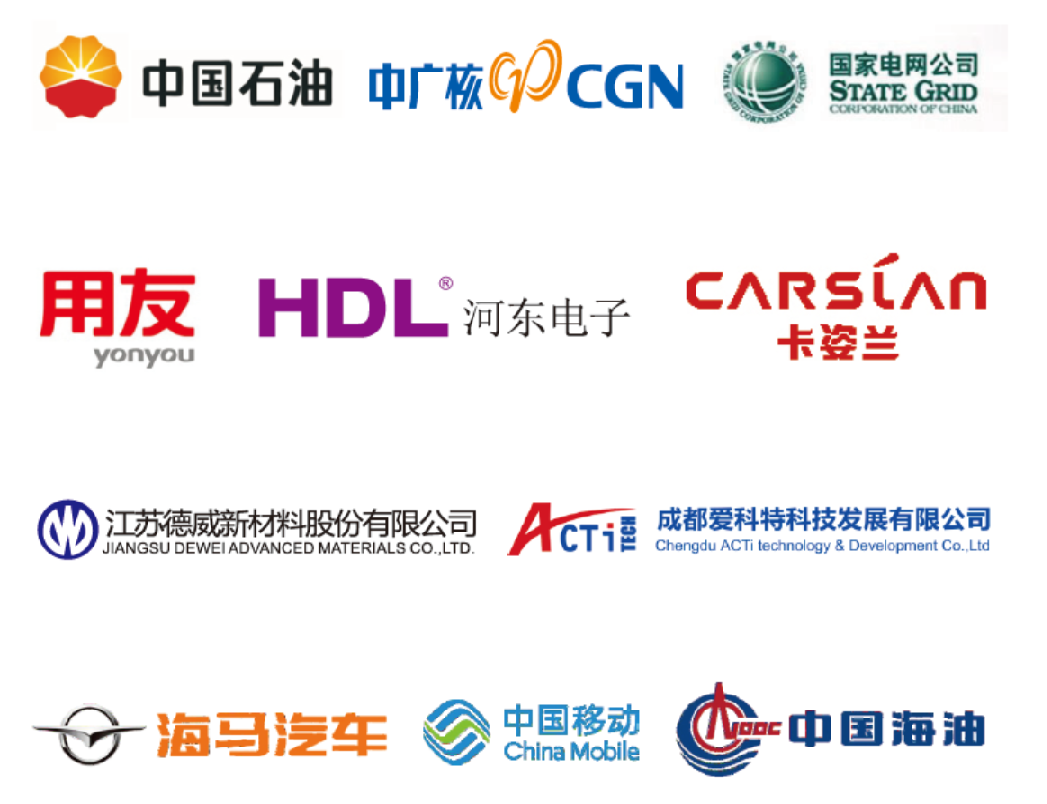 中国石油
中广核 CGN
国家电网公司
STATE GRID
CORPORATION OF CHINA
用友
yonyou
HDL® 河东电子
CARSLAN
卡姿兰
江苏德威新材料股份有限公司
JIANGSU DEWEI ADVANCED MATERIALS CO.,LTD.
ACTi TECH
成都爱科特科技发展有限公司
Chengdu ACTi technology & Development Co.,Ltd
海马汽车
中国移动
China Mobile
CNOOC 中国海油